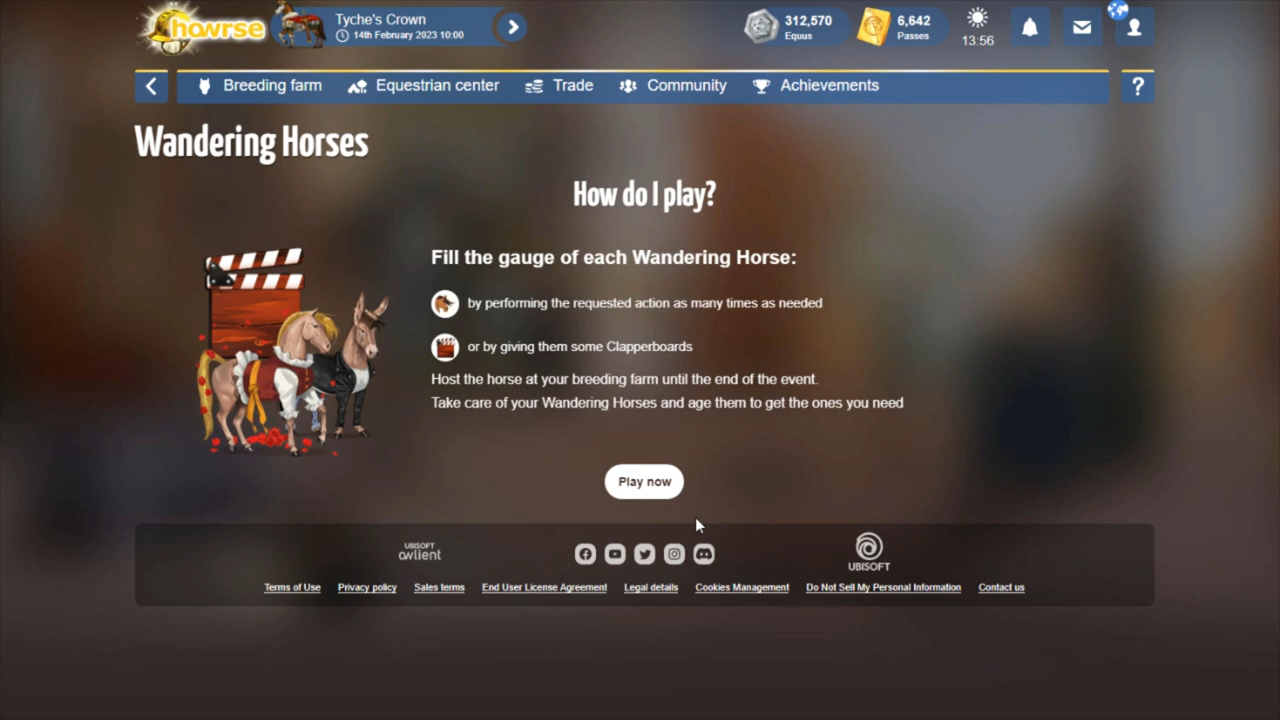 howrse
Tyche's Crown
14th February 2023 10:00
312,570
Equus
6,642
Passes
13:56
Breeding farm
Equestrian center
Trade
Community
Achievements
?
Wandering Horses
How do I play?
Fill the gauge of each Wandering Horse:
by performing the requested action as many times as needed
or by giving them some Clapperboards
Host the horse at your breeding farm until the end of the event.
Take care of your Wandering Horses and age them to get the ones you need
Play now
UBISOFT
owlient
UBISOFT
Terms of Use
Privacy policy
Sales terms
End User License Agreement
Legal details
Cookies Management
Do Not Sell My Personal Information
Contact us